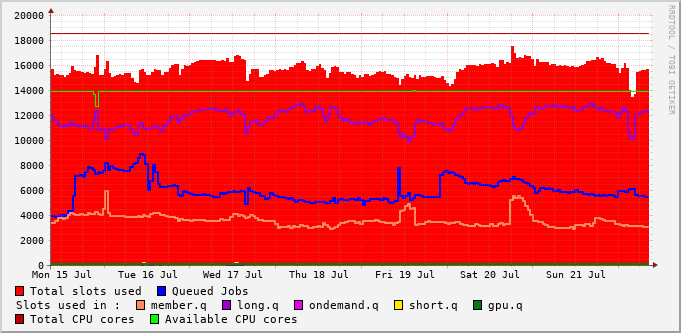 20000
18000
16000
14000
12000
10000
8000
6000
4000
2000
0
Mon 15 Jul Tue 16 Jul Wed 17 Jul Thu 18 Jul Fri 19 Jul Sat 20 Jul Sun 21 Jul
Total slots used Queued Jobs
Slots used in : member.q long.q ondemand.q short.q gpu.q
Total CPU cores Available CPU cores
RRDTOOL / TOBI OETIKER